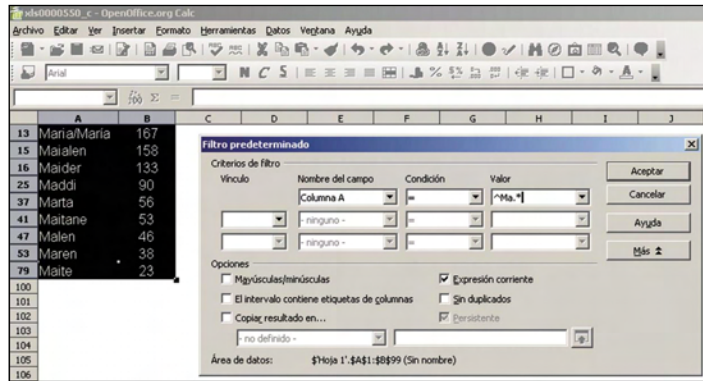 xls0000550_c - OpenOffice.org Calc
Archivo Editar Ver Insertar Formato Herramientas Datos Ventana Ayuda
Arial
N C S
A B C D E F G H I J
13 Maria/María 167
15 Maialen 158
16 Maider 133
25 Maddi 90
37 Marta 56
41 Maitane 53
47 Malen 46
53 Maren 38
79 Maite 23
100
101
102
103
104
105
106
Filtro predeterminado
Criterios de filtro
Vínculo Nombre del campo Condición Valor
Columna A = ^Ma.*
- ninguno - =
- ninguno - =
Aceptar
Cancelar
Ayuda
Más
Opciones
Mayúsculas/minúsculas Expresión corriente
El intervalo contiene etiquetas de columnas Sin duplicados
Copiar resultado en... Persistente
- no definido -
Área de datos: $'Hoja 1'.$A$1:$B$99 (Sin nombre)